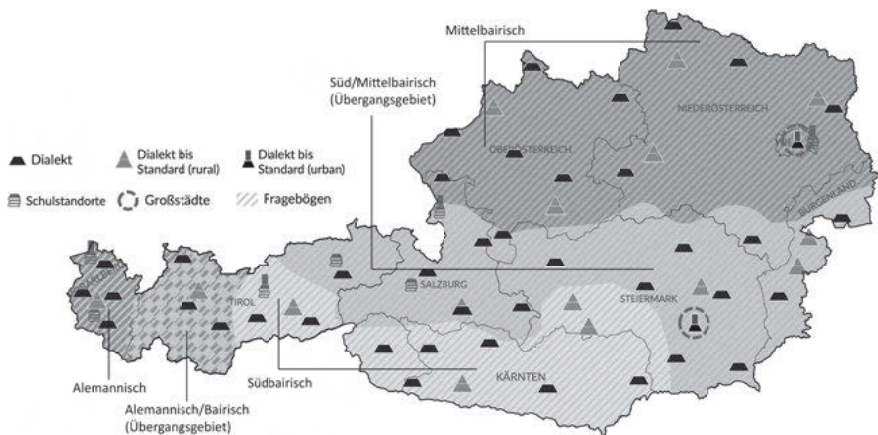 Mittelbairisch
Süd/Mittelbairisch
(Übergangsgebiet)
NIEDERÖSTERREICH
OBERÖSTERREICH
Dialekt
Dialekt bis
Standard (rural)
Dialekt bis
Standard (urban)
Schulstandorte
Großstädte
Fragebögen
BURGENLAND
TIROL
SALZBURG
STEIERMARK
KÄRNTEN
Alemannisch
Südbairisch
Alemannisch/Bairisch
(Übergangsgebiet)